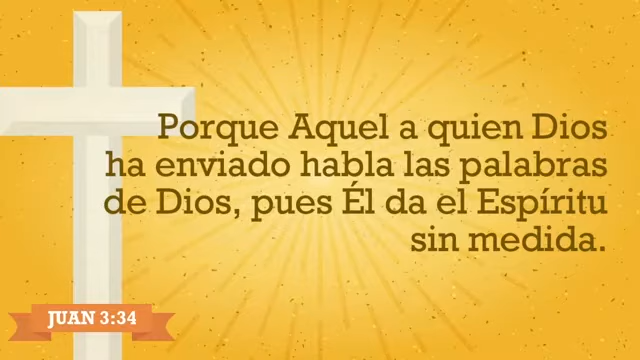 Porque Aquel a quien Dios
ha enviado habla las palabras
de Dios, pues Él da el Espíritu
sin medida.
JUAN 3:34